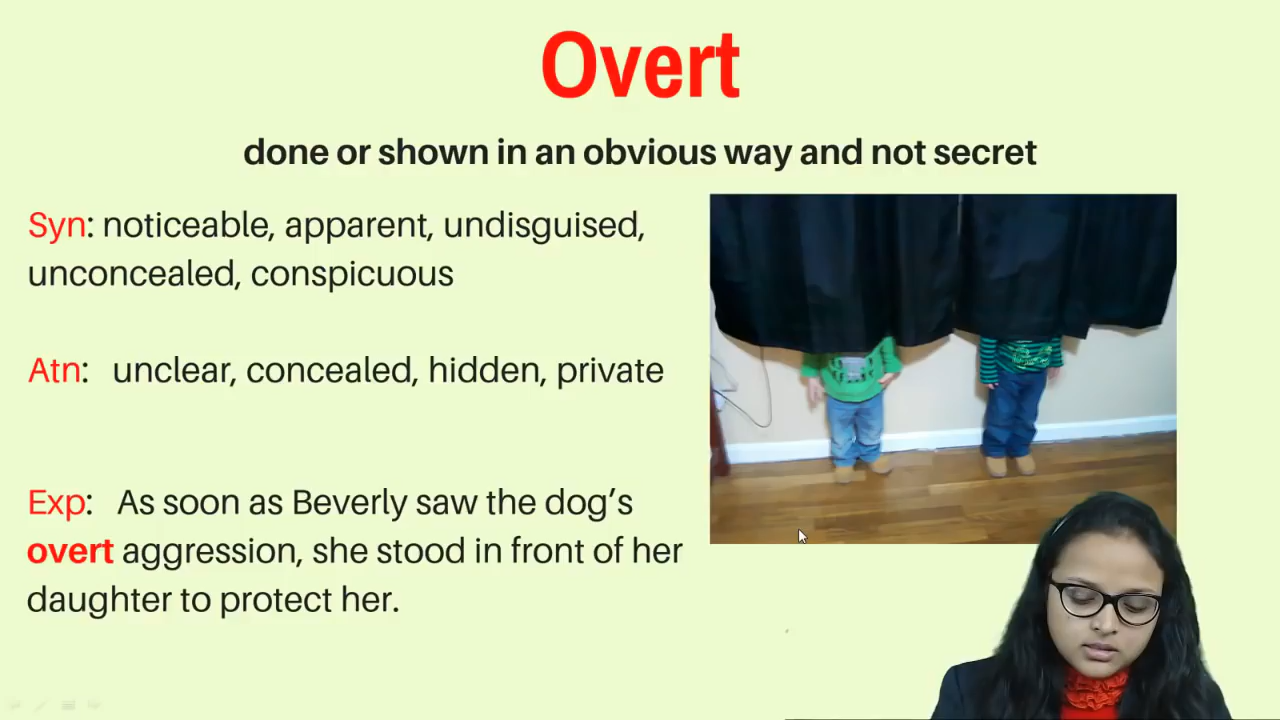 Overt
done or shown in an obvious way and not secret
Syn: noticeable, apparent, undisguised,
unconcealed, conspicuous
Atn: unclear, concealed, hidden, private
Exp: As soon as Beverly saw the dog’s
overt aggression, she stood in front of her
daughter to protect her.